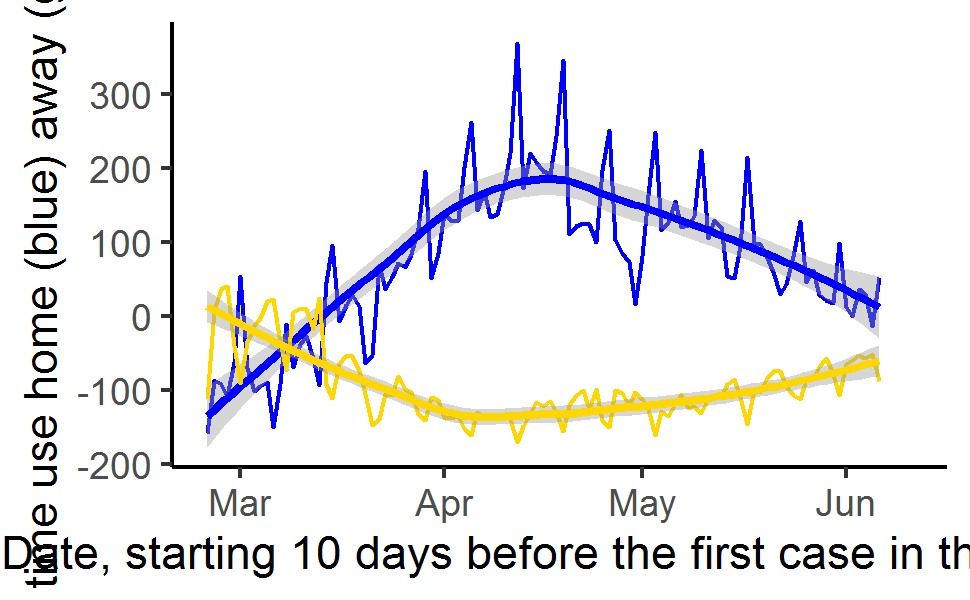 time use home (blue) away (
300
200
100
0
-100
-200
Mar Apr May Jun
Date, starting 10 days before the first case in th